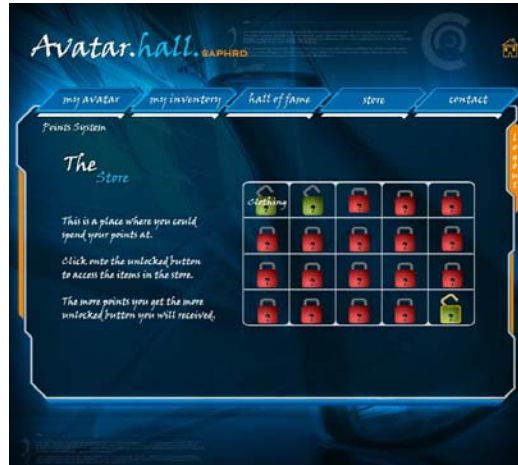 Avatar.hall.SAPHRD
my avatar my inventory hall of fame store contact
Points System
The
Store
Clothing
This is a place where you could
spend your points at.
Click onto the unlocked button
to access the items in the store.
The more points you get the more
unlocked button you will received.